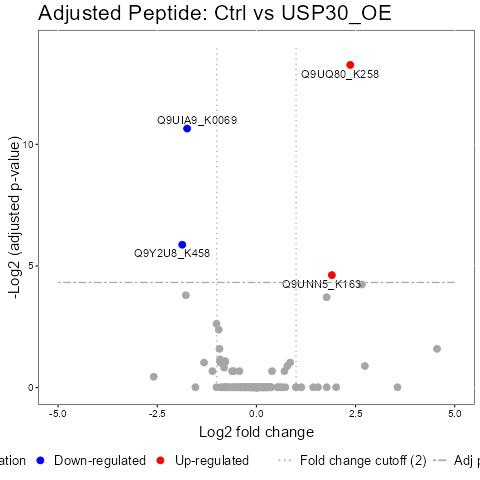 Adjusted Peptide: Ctrl vs USP30_OE
Q9UQ80_K258
Q9UIA9_K0069
Q9Y2U8_K458
Q9UNN5_K163
-Log2 (adjusted p-value)
10
5
0
-5.0 -2.5 0.0 2.5 5.0
Log2 fold change
ation Down-regulated Up-regulated Fold change cutoff (2) Adj p